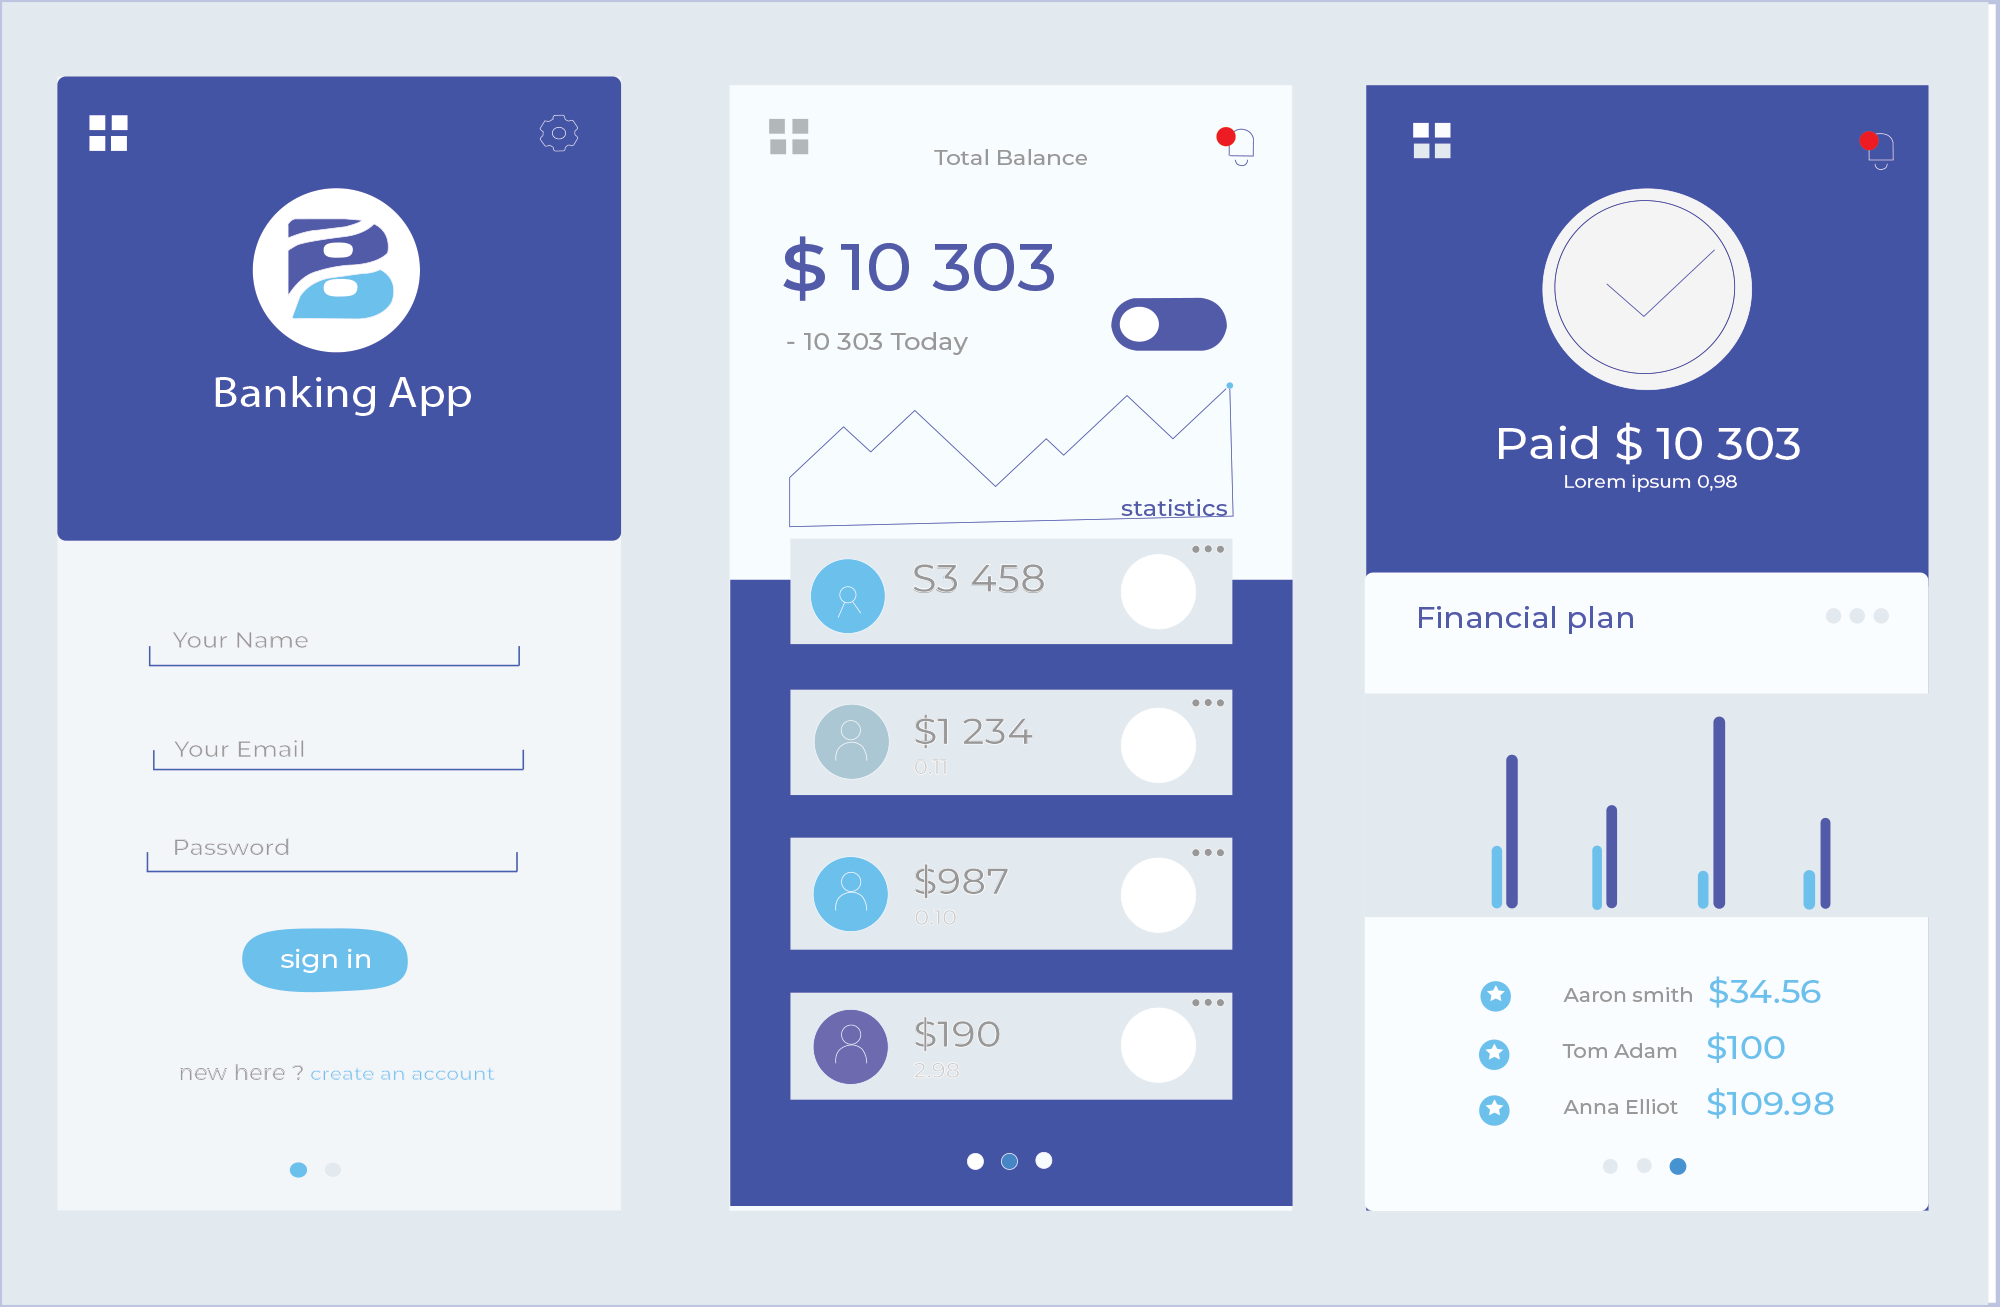 Banking App
Your Name
Your Email
Password
sign in
new here ? create an account
Total Balance
$ 10 303
- 10 303 Today
statistics
S3 458
$1 234
0.11
$987
0.10
$190
2.98
Paid $ 10 303
Lorem ipsum 0,98
Financial plan
Aaron smith $34.56
Tom Adam $100
Anna Elliot $109.98